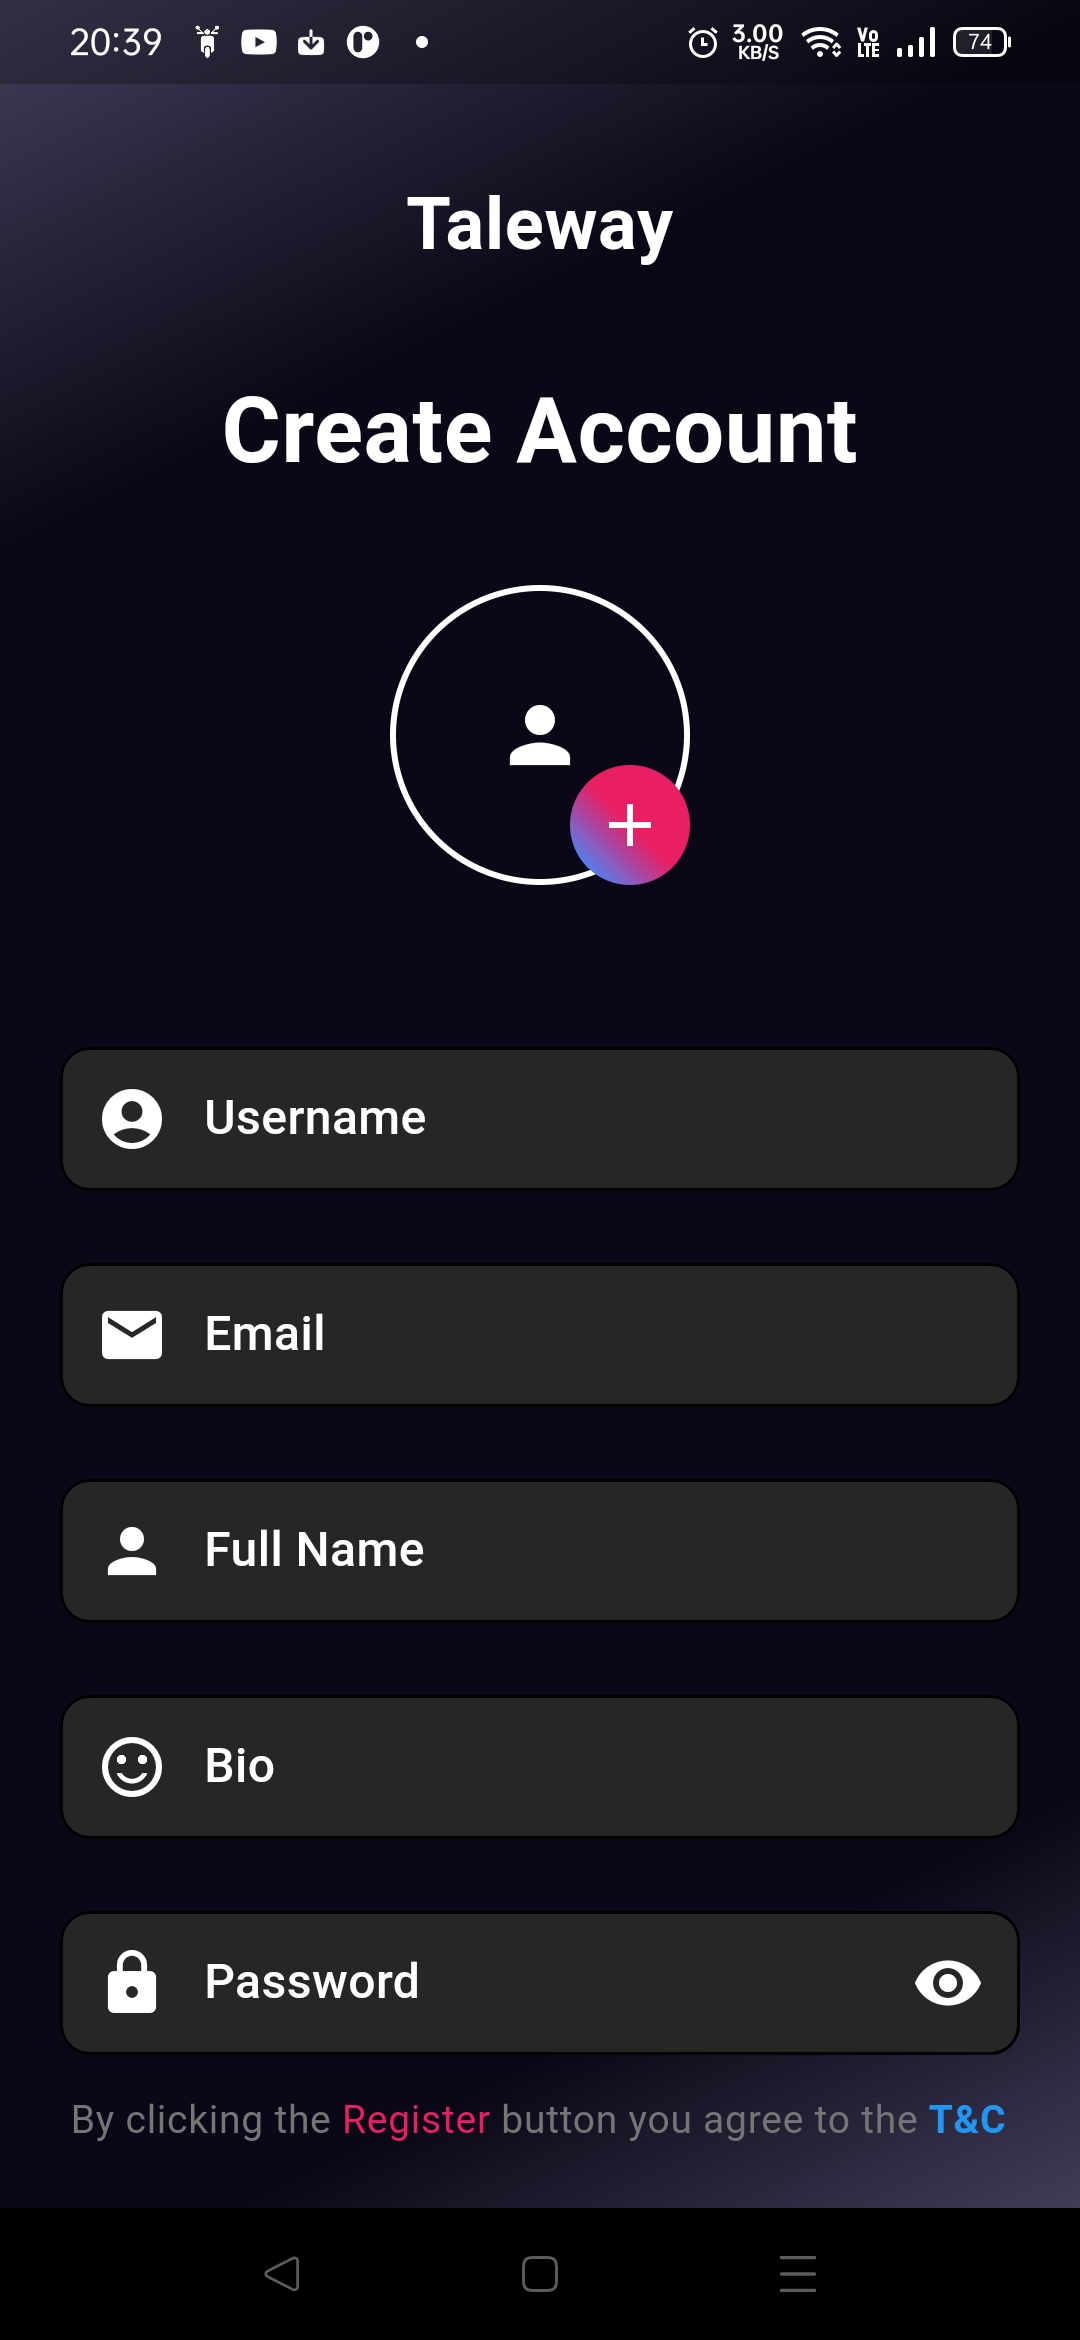 20:39 3.00 KB/S Vo LTE 74
Taleway
Create Account
Username
Email
Full Name
Bio
Password
By clicking the Register button you agree to the T&C